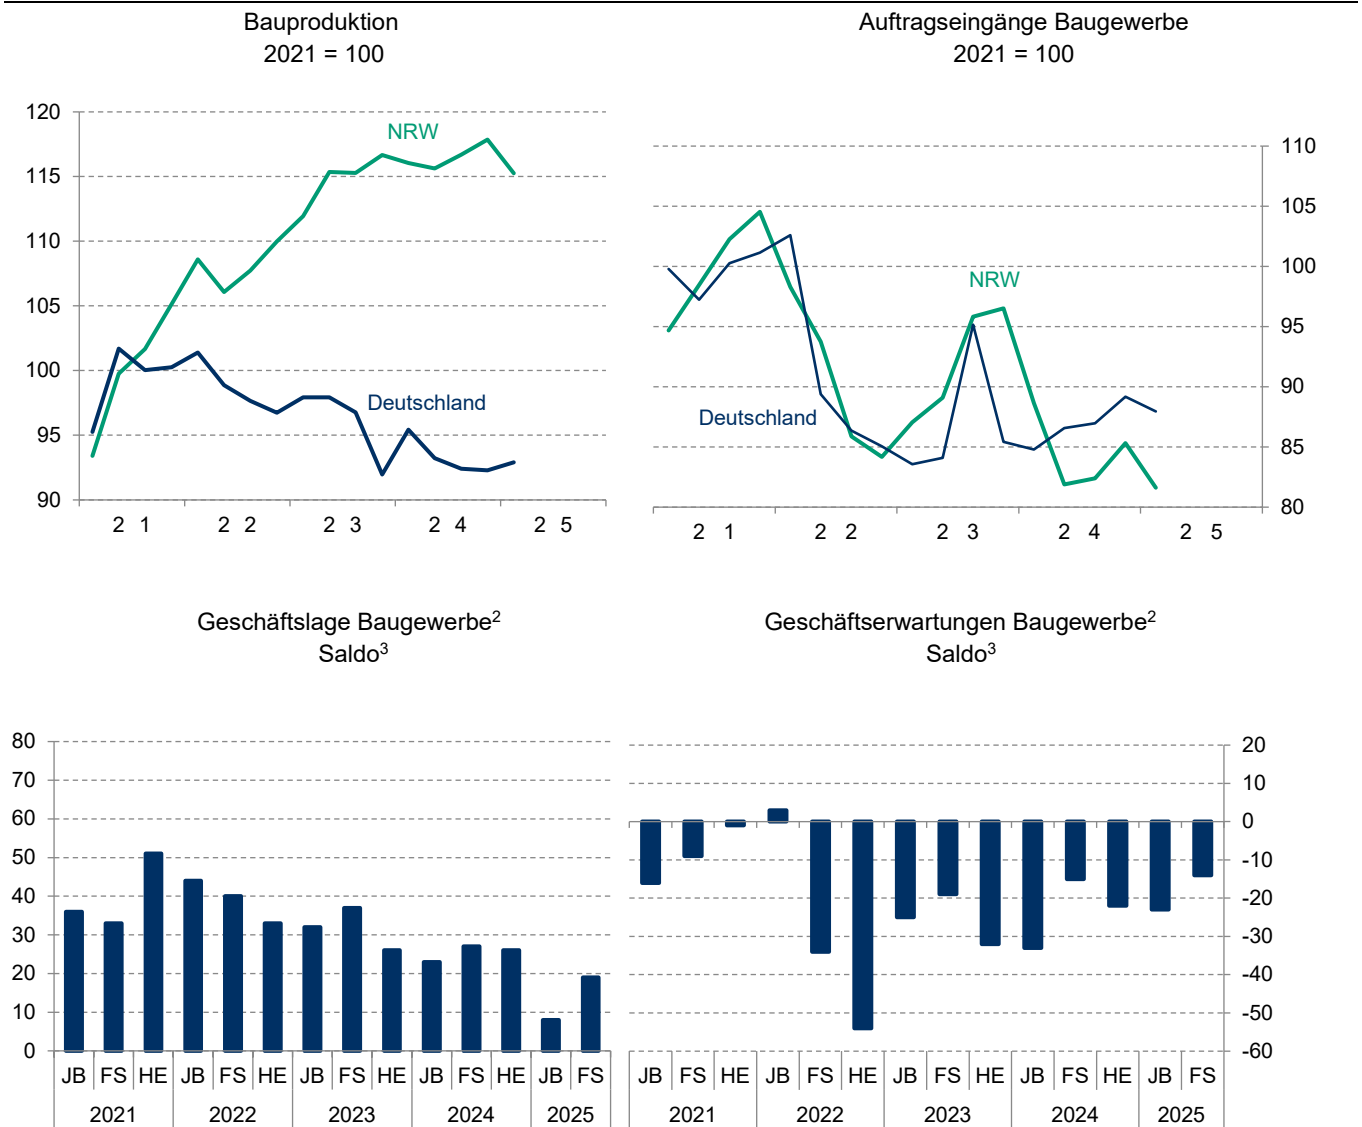 Bauproduktion
2021 = 100
120
115
110
105
100
95
90
NRW
Deutschland
2 1 2 2 2 3 2 4 2 5
Auftragseingänge Baugewerbe
2021 = 100
110
105
100
95
90
85
80
NRW
Deutschland
2 1 2 2 2 3 2 4 2 5
Geschäftslage Baugewerbe²
Saldo³
80
70
60
50
40
30
20
10
0
JB FS HE JB FS HE JB FS HE JB FS HE JB FS
2021 2022 2023 2024 2025
Geschäftserwartungen Baugewerbe²
Saldo³
20
10
0
-10
-20
-30
-40
-50
-60
JB FS HE JB FS HE JB FS HE JB FS HE JB FS
2021 2022 2023 2024 2025